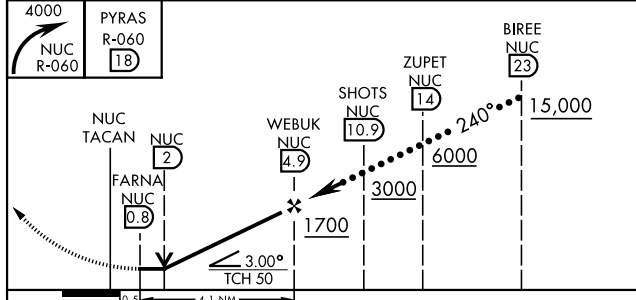 4000
NUC
R-060
PYRAS
R-060
18
BIREE
NUC
23
ZUPET
NUC
14
SHOTS
NUC
10.9
WEBUK
NUC
4.9
NUC
TACAN
NUC
2
FARNA
NUC
0.8
240°
15,000
6000
3000
1700
3.00°
TCH 50
0.5
4.1 NM